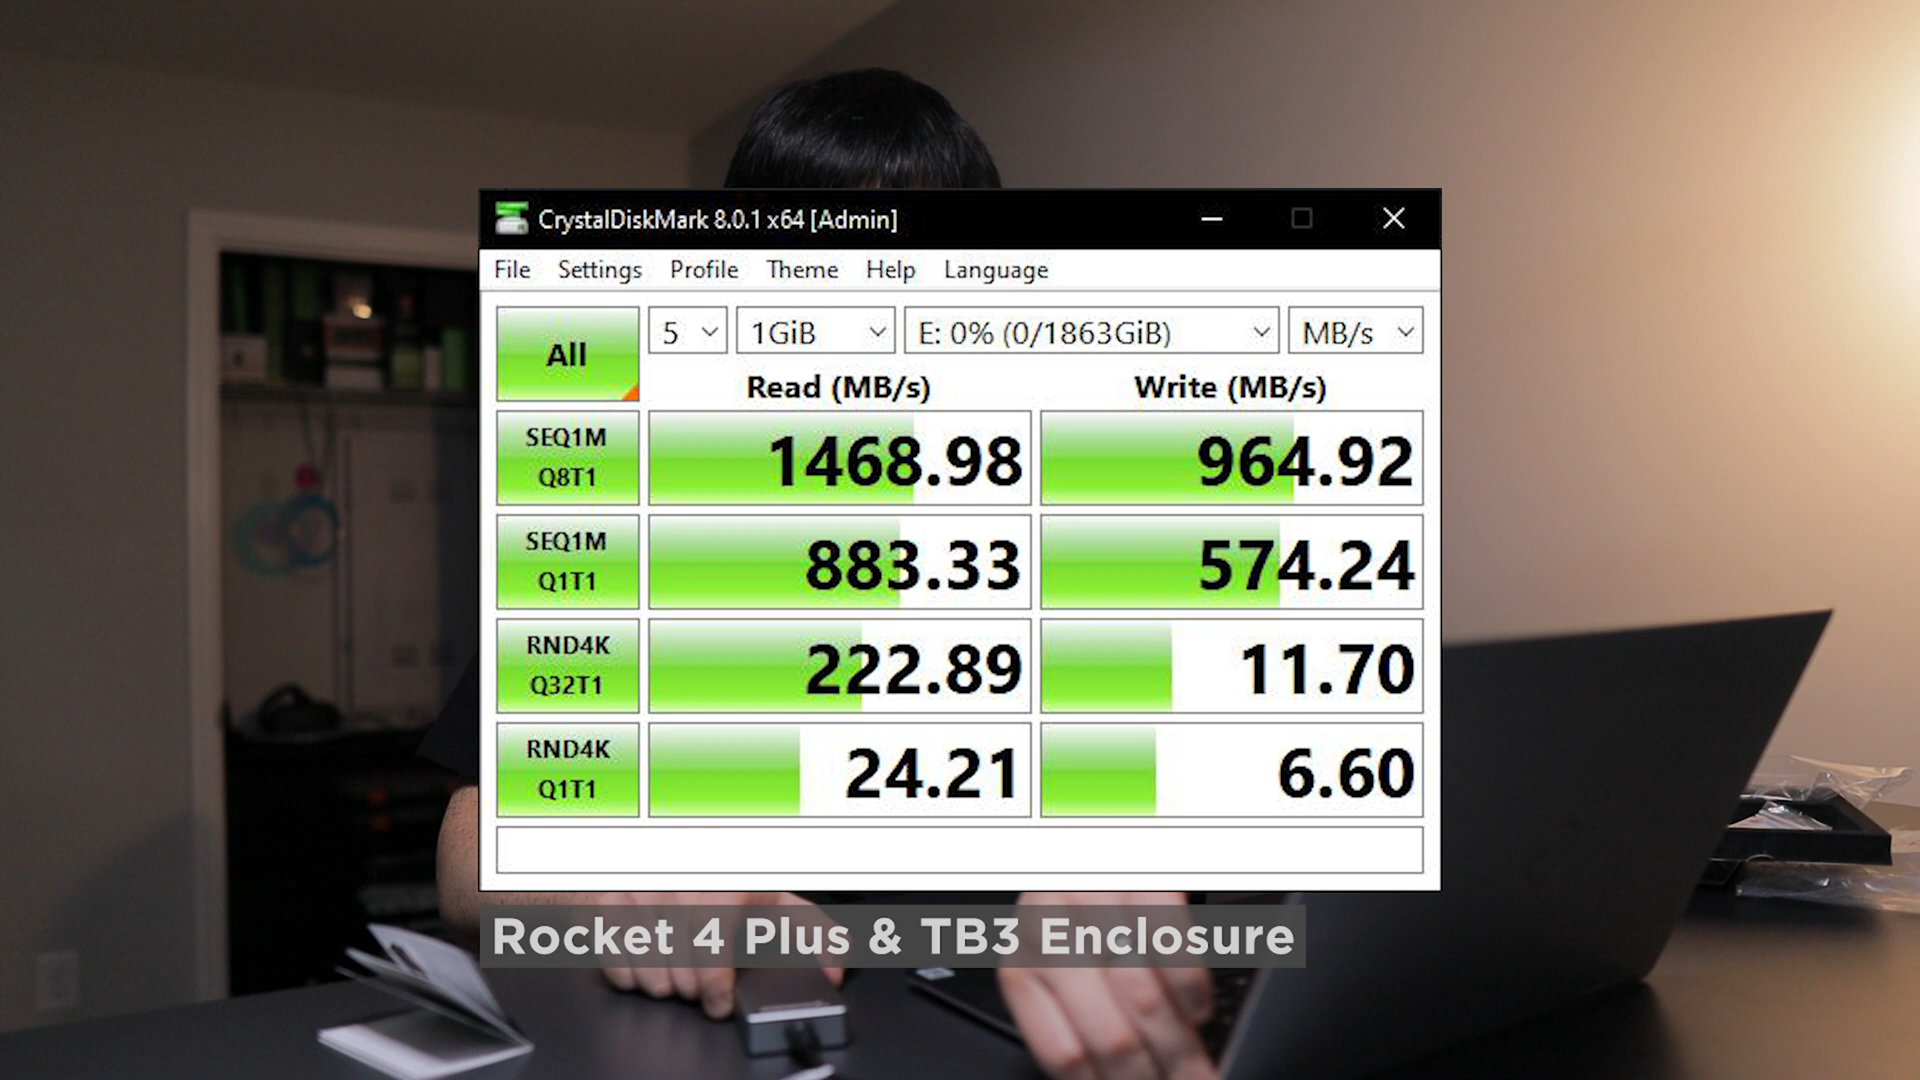 CrystalDiskMark 8.0.1 x64 [Admin]
File Settings Profile Theme Help Language
All
5 1GiB E: 0% (0/1863GiB) MB/s
Read (MB/s) Write (MB/s)
SEQ1M
Q8T1
1468.98 964.92
SEQ1M
Q1T1
883.33 574.24
RND4K
Q32T1
222.89 11.70
RND4K
Q1T1
24.21 6.60
Rocket 4 Plus & TB3 Enclosure